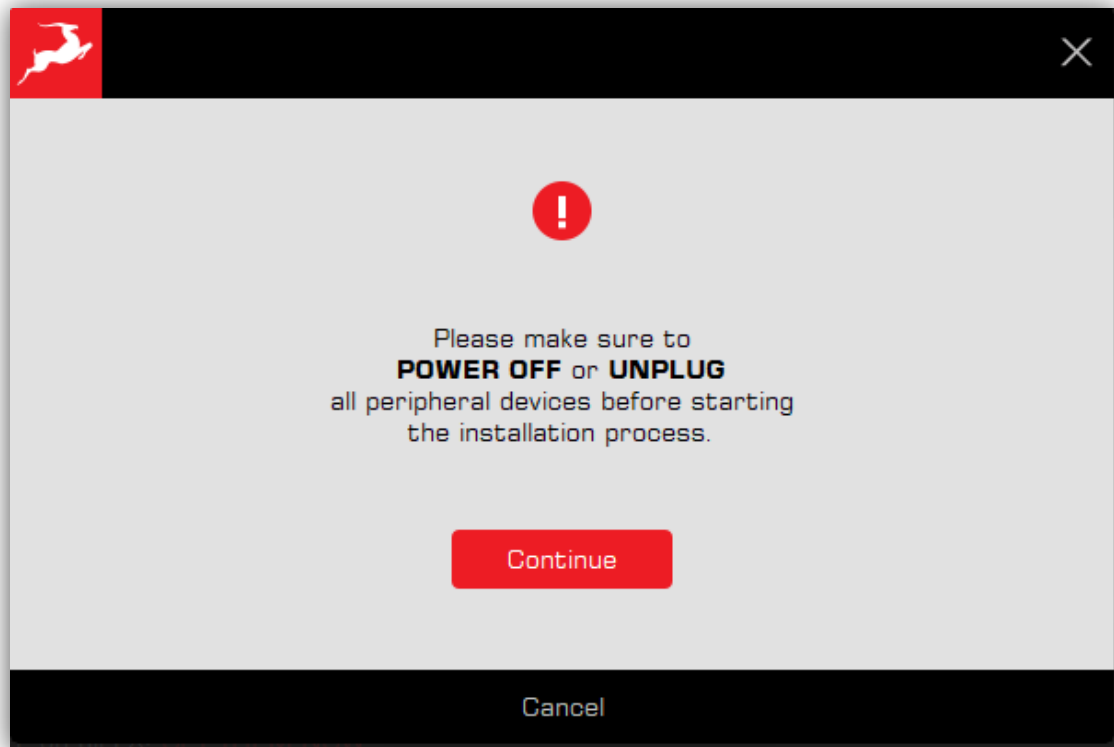 Please make sure to
POWER OFF or UNPLUG
all peripheral devices before starting
the installation process.
Continue
Cancel